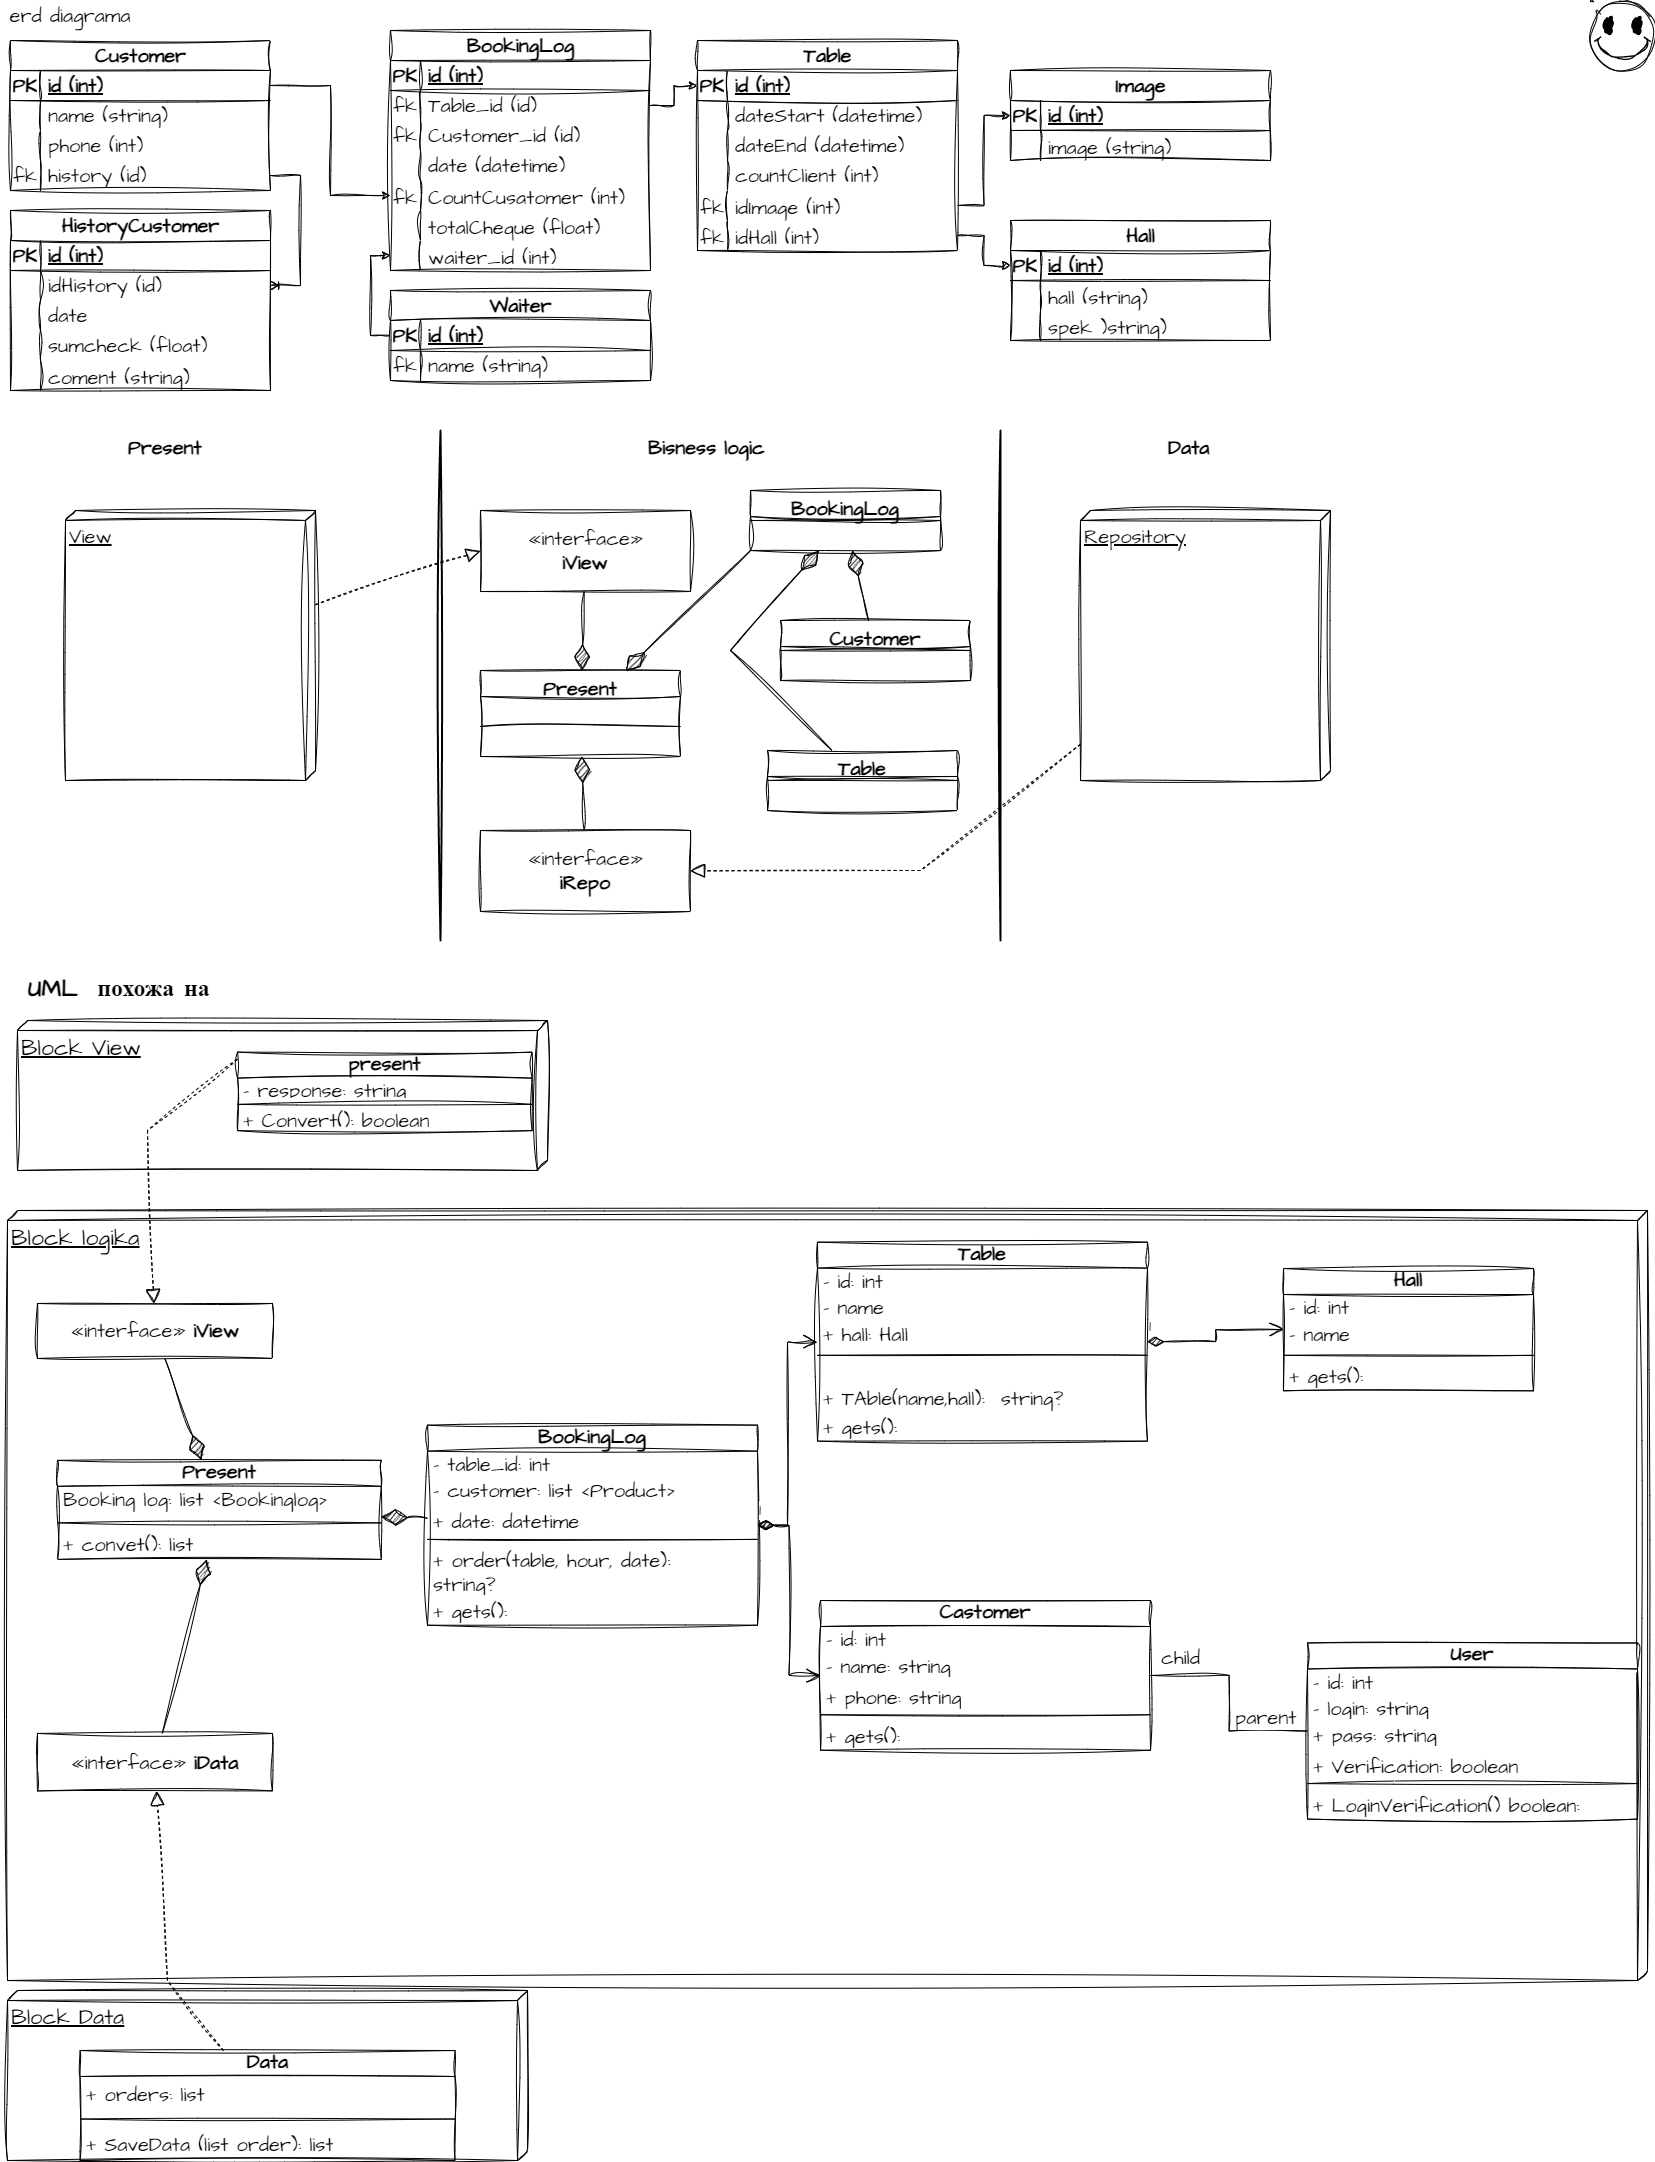 erd diagrama
Customer
PK id (int)
name (string)
phone (int)
fk history (id)
HistoryCustomer
PK id (int)
idHistory (id)
date
sumcheck (float)
coment (string)
BookingLog
PK id (int)
fk Table_id (id)
fk Customer_id (id)
date (datetime)
fk CountCusatomer (int)
totalCheque (float)
waiter_id (int)
Waiter
PK id (int)
fk name (string)
Table
PK id (int)
dateStart (datetime)
dateEnd (datetime)
countClient (int)
fk idImage (int)
fk idHall (int)
Image
PK id (int)
image (string)
Hall
PK id (int)
hall (string)
spek )string)
Present
Bisness logic
Data
View
«interface»
iView
BookingLog
Customer
Present
Table
«interface»
iRepo
Repository
UML похожа на
Block View
present
- response: string
+ Convert(): boolean
Block logika
«interface» iView
Present
Booking log: list <Bookinglog>
+ convet(): list
«interface» iData
BookingLog
- table_id: int
- customer: list <Product>
+ date: datetime
+ order(table, hour, date):
string?
+ gets():
Table
- id: int
- name
+ hall: Hall
+ TAble(name,hall): string?
+ gets():
Hall
- id: int
- name
+ gets():
Castomer
- id: int
- name: string
+ phone: string
+ gets():
child
parent
User
- id: int
- login: string
+ pass: string
+ Verification: boolean
+ LoginVerification() boolean:
Block Data
Data
+ orders: list
+ SaveData (list order): list